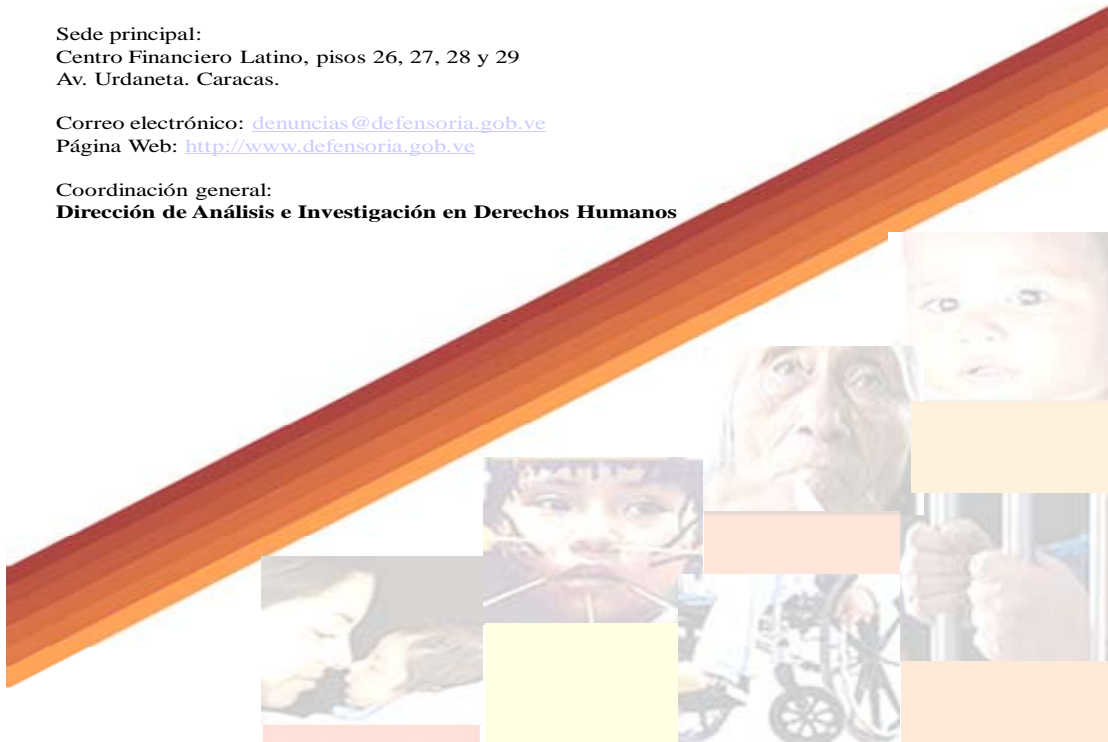 Sede principal:
Centro Financiero Latino, pisos 26, 27, 28 y 29
Av. Urdaneta. Caracas.
Correo electrónico: denuncias@defensoria.gob.ve
Página Web: http://www.defensoria.gob.ve
Coordinación general:
Dirección de Análisis e Investigación en Derechos Humanos